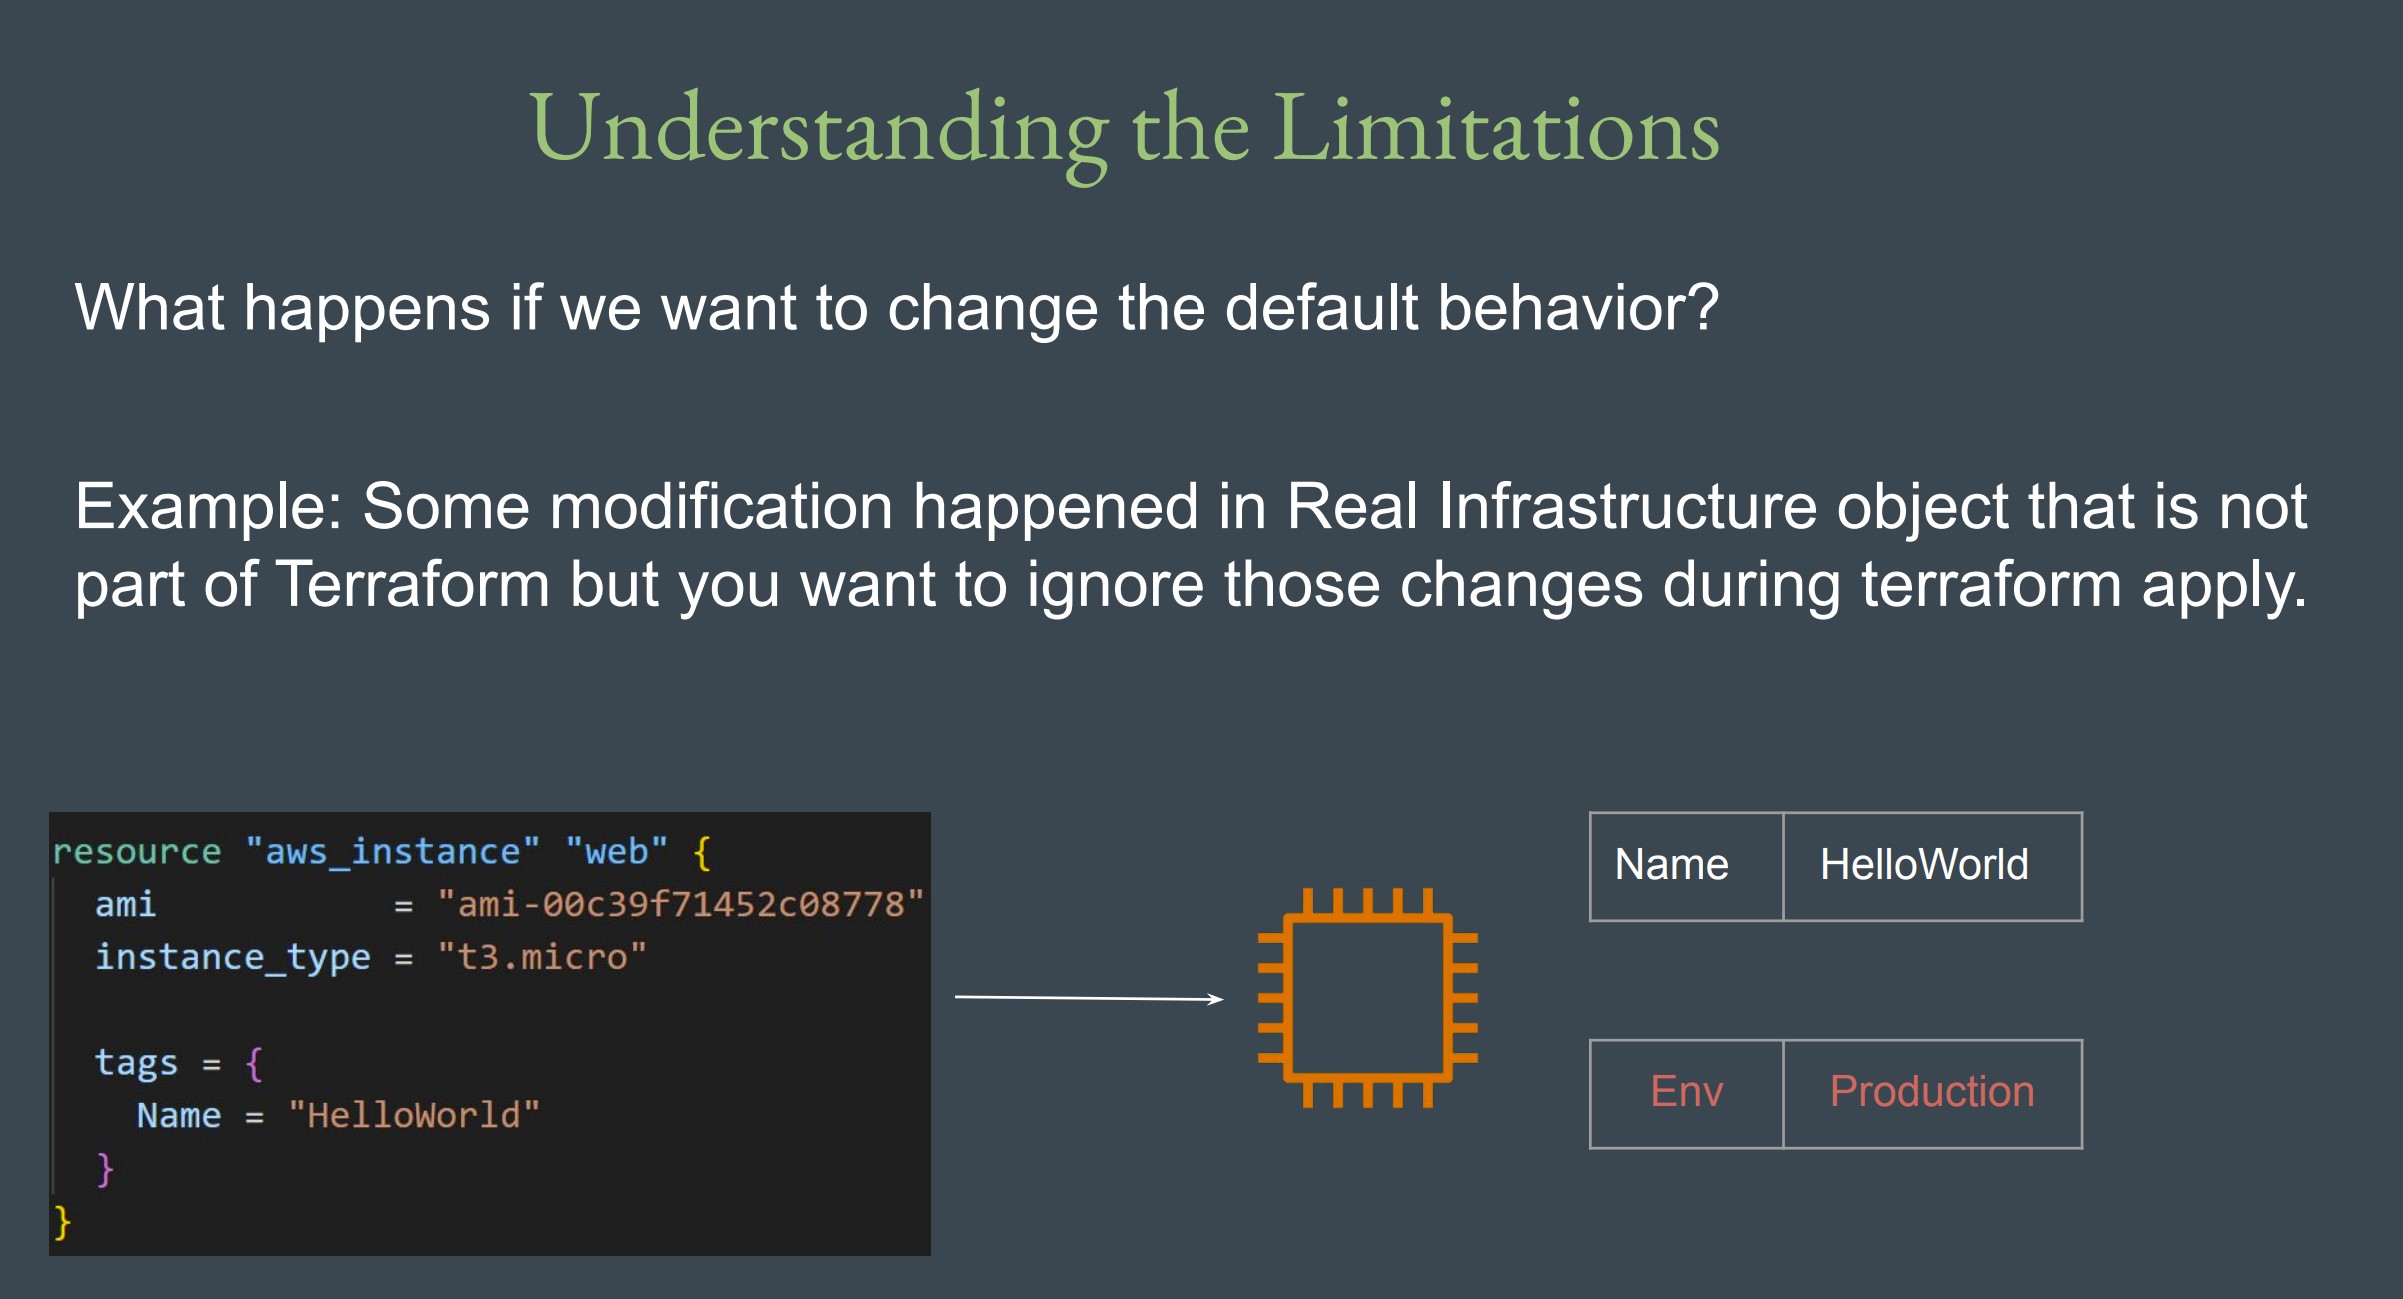 Understanding the Limitations
What happens if we want to change the default behavior?
Example: Some modification happened in Real Infrastructure object that is not
part of Terraform but you want to ignore those changes during terraform apply.
resource "aws_instance" "web" {
  ami           = "ami-00c39f71452c08778"
  instance_type = "t3.micro"
  tags = {
    Name = "HelloWorld"
  }
}
Name HelloWorld
Env Production